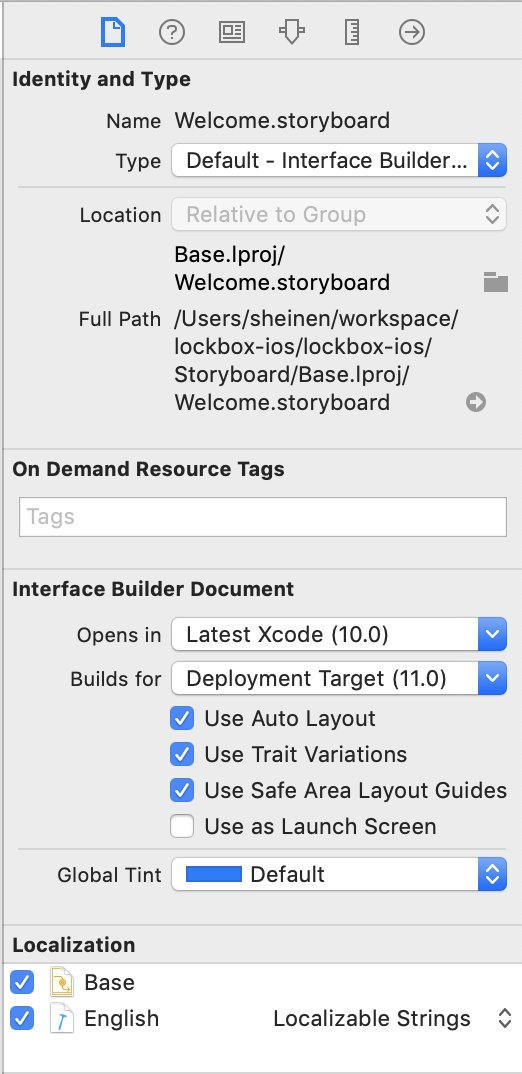 Identity and Type
Name Welcome.storyboard
Type Default - Interface Builder...
Location Relative to Group
Base.lproj/
Welcome.storyboard
Full Path /Users/sheinen/workspace/
lockbox-ios/lockbox-ios/
Storyboard/Base.lproj/
Welcome.storyboard
On Demand Resource Tags
Tags
Interface Builder Document
Opens in Latest Xcode (10.0)
Builds for Deployment Target (11.0)
Use Auto Layout
Use Trait Variations
Use Safe Area Layout Guides
Use as Launch Screen
Global Tint Default
Localization
Base
English Localizable Strings